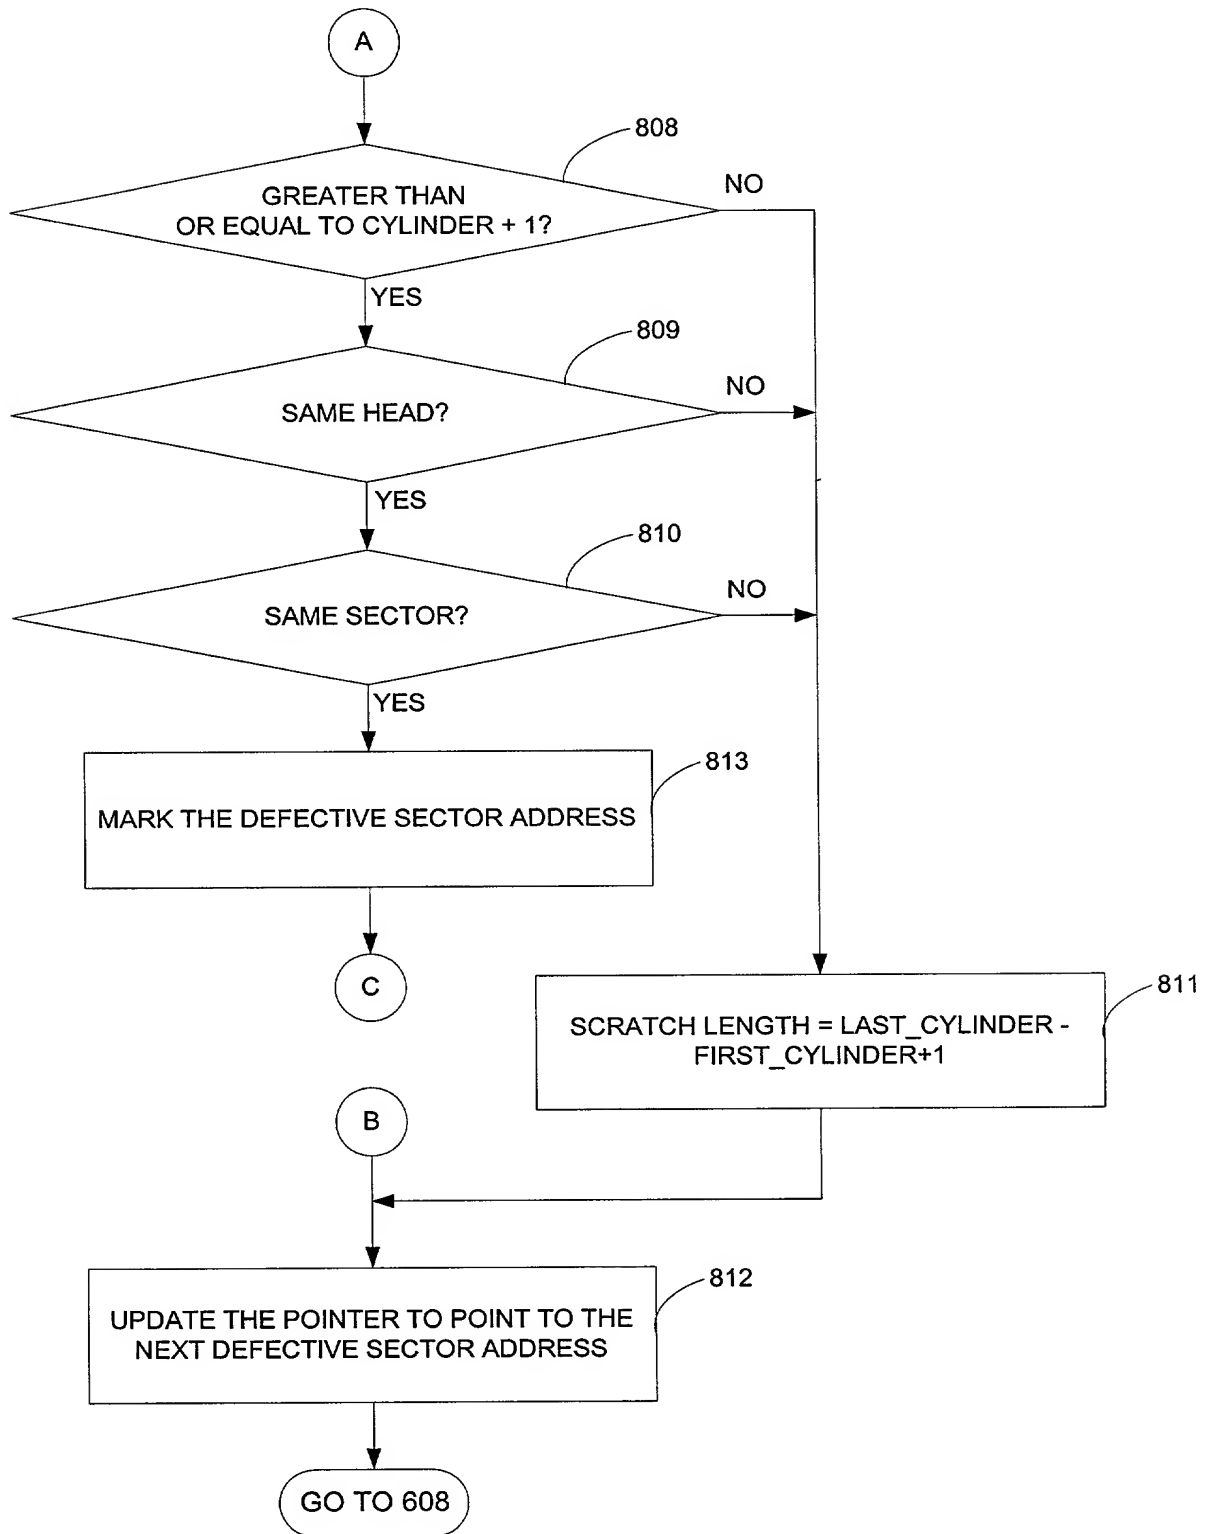 A
808
GREATER THAN
OR EQUAL TO CYLINDER + 1?
NO
YES
809
SAME HEAD?
NO
YES
810
SAME SECTOR?
NO
YES
813
MARK THE DEFECTIVE SECTOR ADDRESS
C
811
SCRATCH LENGTH = LAST_CYLINDER -
FIRST_CYLINDER+1
B
812
UPDATE THE POINTER TO POINT TO THE
NEXT DEFECTIVE SECTOR ADDRESS
GO TO 608